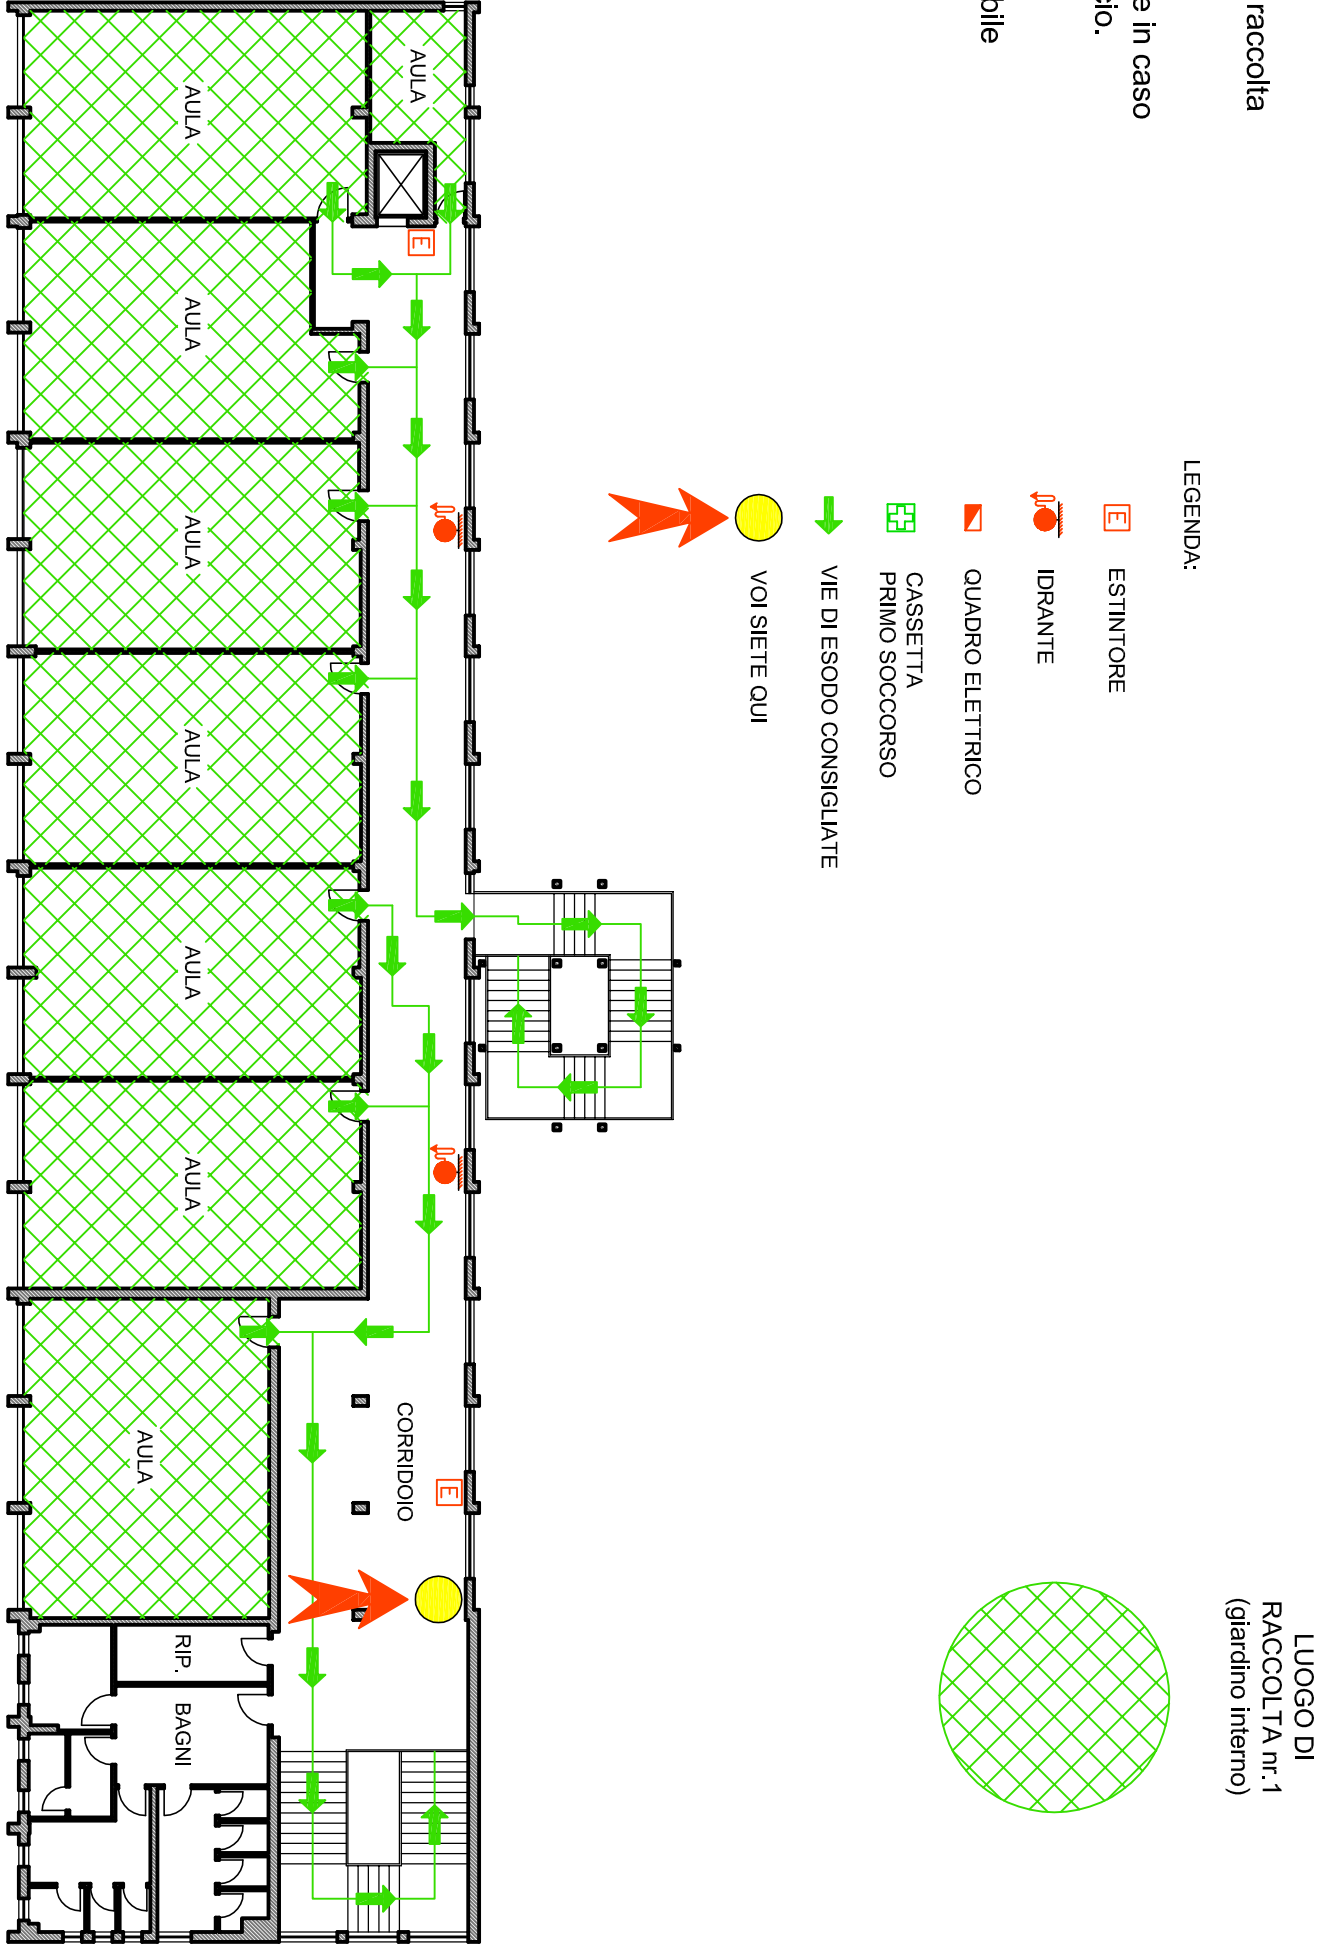 raccolta
e in caso
cio.
bile
LEGENDA:
E ESTINTORE
IDRANTE
QUADRO ELETTRICO
CASSETTA
PRIMO SOCCORSO
VIE DI ESODO CONSIGLIATE
VOI SIETE QUI
LUOGO DI
RACCOLTA nr.1
(giardino interno)
AULA
AULA
E
AULA
AULA
AULA
AULA
AULA
AULA
CORRIDOIO
E
RIP.
BAGNI